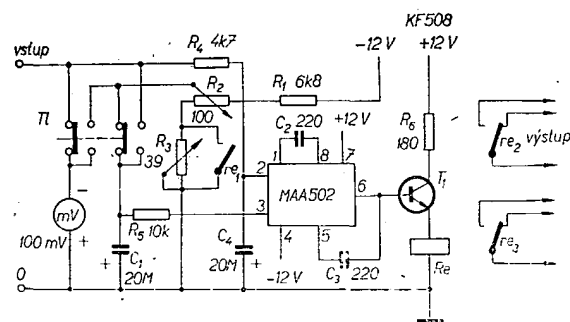 KF508
vstup
R4 4k7
−12 V
+12 V
R2
R1 6k8
100
C2 220
+12 V
R6
180
Tl
R3
39
re1
1
8
7
re2 výstup
2
MAA502
6
T1
mV
−
100 mV
+
R5 10k
3
re3
C4
4
5
Re
+
C1
20M
20M
+
−12 V
C3
220
0